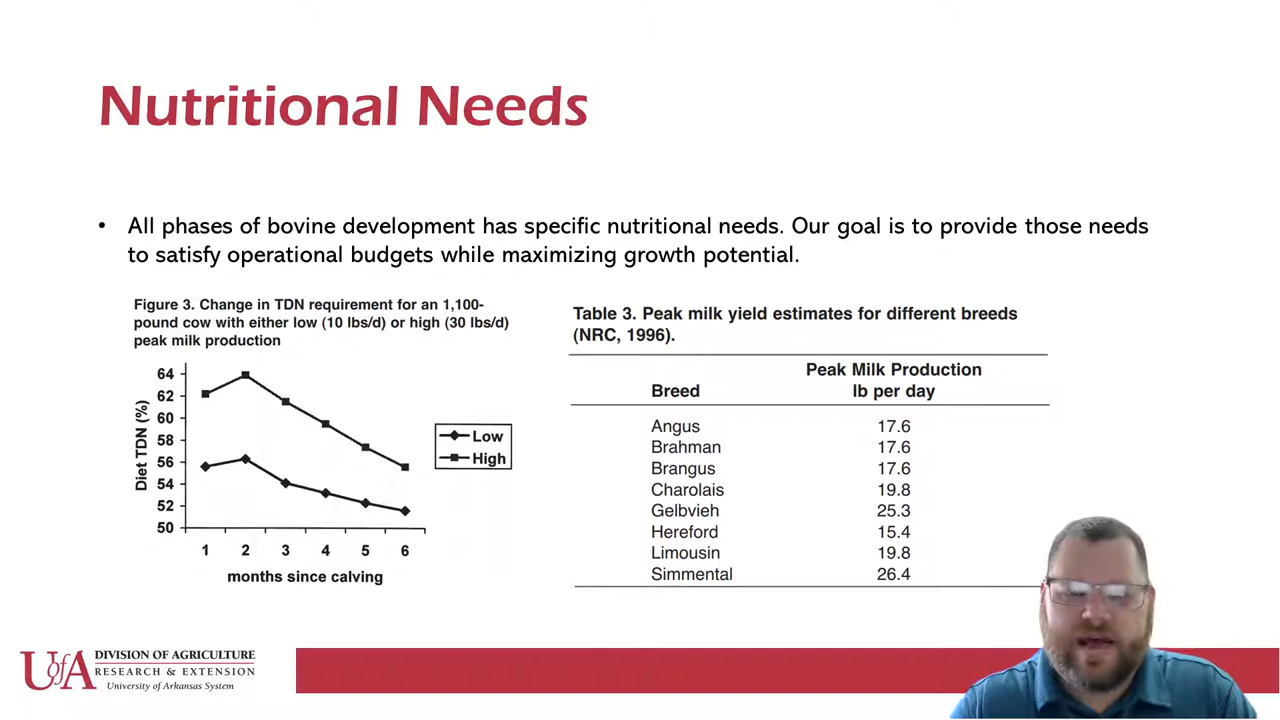 Nutritional Needs
• All phases of bovine development has specific nutritional needs. Our goal is to provide those needs
to satisfy operational budgets while maximizing growth potential.
Figure 3. Change in TDN requirement for an 1,100-
pound cow with either low (10 lbs/d) or high (30 lbs/d)
peak milk production
Diet TDN (%)
64
62
60
58
56
54
52
50
1 2 3 4 5 6
months since calving
Low
High
Table 3. Peak milk yield estimates for different breeds
(NRC, 1996).
Peak Milk Production
Breed lb per day
Angus 17.6
Brahman 17.6
Brangus 17.6
Charolais 19.8
Gelbvieh 25.3
Hereford 15.4
Limousin 19.8
Simmental 26.4
UofA
DIVISION OF AGRICULTURE
RESEARCH & EXTENSION
University of Arkansas System